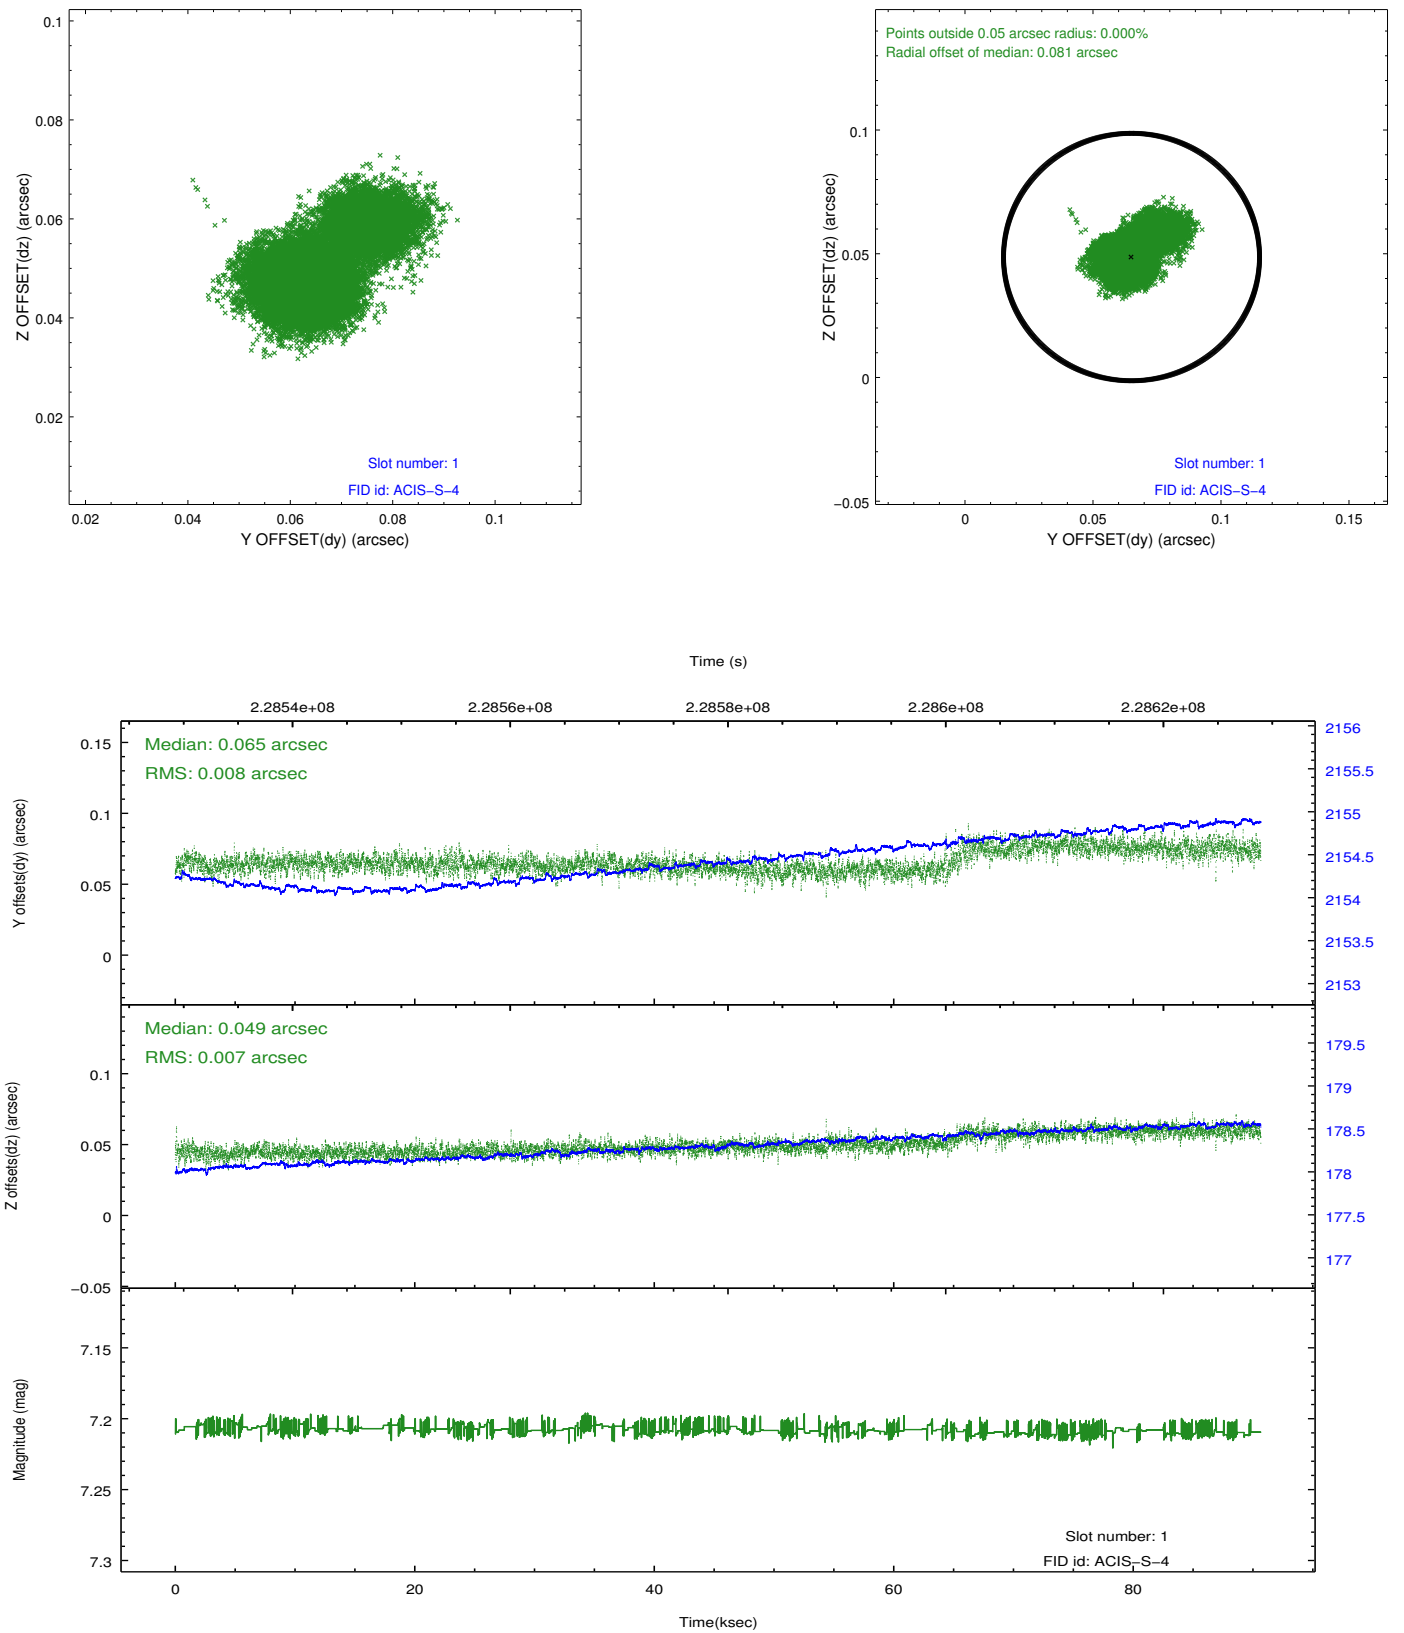 0.1
0.08
0.06
0.04
0.02
Z OFFSET(dz) (arcsec)
Slot number: 1
FID id: ACIS−S−4
0.02 0.04 0.06 0.08 0.1
Y OFFSET(dy) (arcsec)
Points outside 0.05 arcsec radius: 0.000%
Radial offset of median: 0.081 arcsec
0.1
0.05
0
−0.05
Z OFFSET(dz) (arcsec)
Slot number: 1
FID id: ACIS−S−4
0 0.05 0.1 0.15
Y OFFSET(dy) (arcsec)
Time (s)
2.2854e+08 2.2856e+08 2.2858e+08 2.286e+08 2.2862e+08
Median: 0.065 arcsec
RMS: 0.008 arcsec
0.15
0.1
0.05
0
Y offsets(dy) (arcsec)
2156
2155.5
2155
2154.5
2154
2153.5
2153
Median: 0.049 arcsec
RMS: 0.007 arcsec
0.1
0.05
0
−0.05
Z offsets(dz) (arcsec)
179.5
179
178.5
178
177.5
177
7.15
7.2
7.25
7.3
Magnitude (mag)
Slot number: 1
FID id: ACIS−S−4
0 20 40 60 80
Time(ksec)